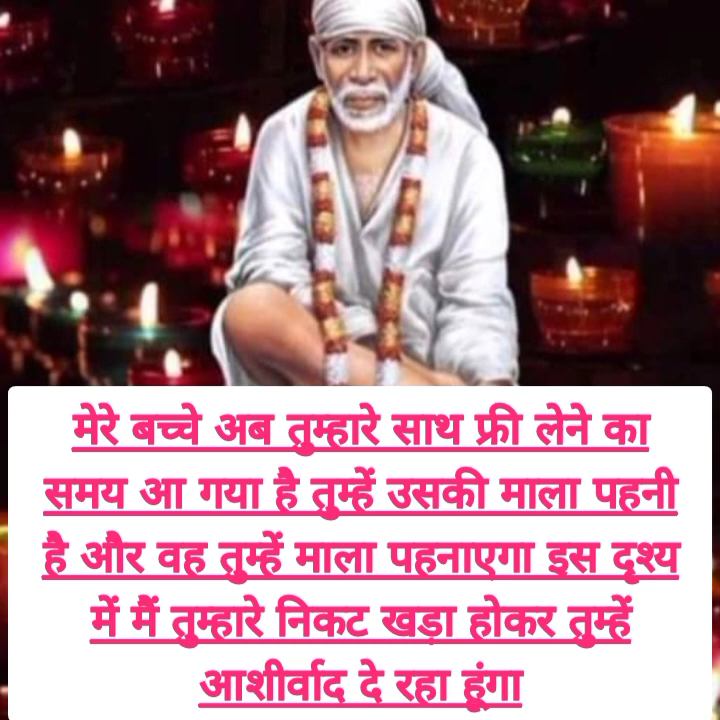 मेरे बच्चे अब तुम्हारे साथ फ्री लेने का
समय आ गया है तुम्हें उसकी माला पहनी
है और वह तुम्हें माला पहनाएगा इस दृश्य
में मैं तुम्हारे निकट खड़ा होकर तुम्हें
आशीर्वाद दे रहा हूंगा